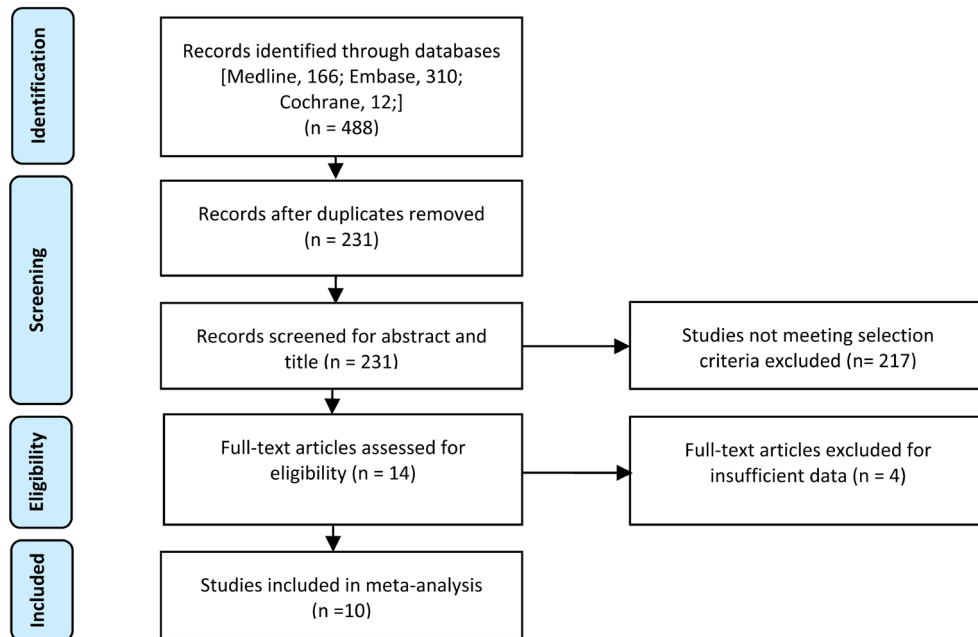 Identification
Records identified through databases
[Medline, 166; Embase, 310;
Cochrane, 12;]
(n = 488)
Screening
Records after duplicates removed
(n = 231)
Records screened for abstract and
title (n = 231)
Studies not meeting selection
criteria excluded (n= 217)
Eligibility
Full-text articles assessed for
eligibility (n = 14)
Full-text articles excluded for
insufficient data (n = 4)
Included
Studies included in meta-analysis
(n =10)